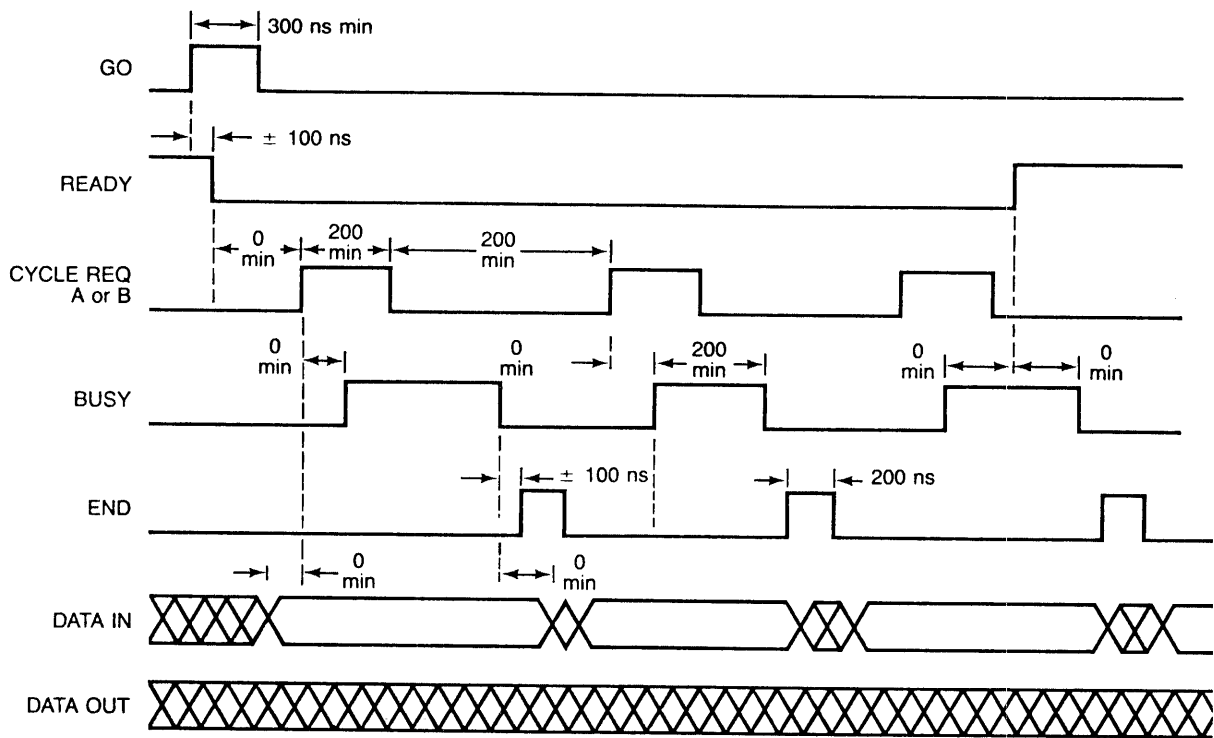 300 ns min
GO
± 100 ns
READY
0 min
200 min
200 min
CYCLE REQ
A or B
0 min
0 min
200 min
0 min
0 min
BUSY
± 100 ns
200 ns
END
0 min
0 min
DATA IN
DATA OUT